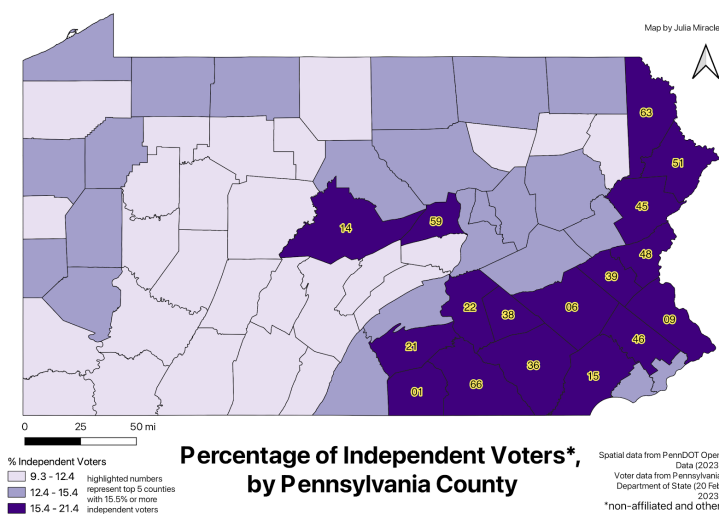 Map by Julia Miracle
63
51
45
14
59
48
39
22
38
06
09
46
21
36
15
01
66
0 25 50 mi
Percentage of Independent Voters*,
by Pennsylvania County
% Independent Voters
9.3 - 12.4
12.4 - 15.4
15.4 - 21.4
highlighted numbers
represent top 5 counties
with 15.5% or more
independent voters
Spatial data from PennDOT Open
Data (2023
Voter data from Pennsylvania
Department of State (20 Feb
2023
*non-affiliated and other